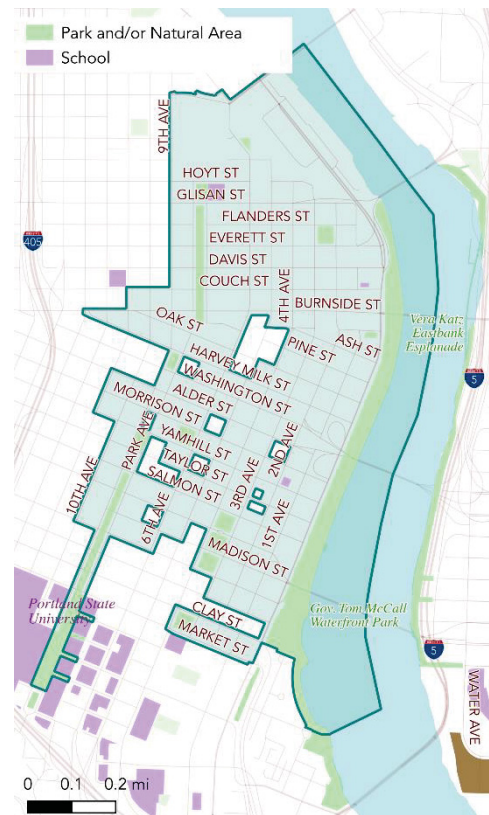 Park and/or Natural Area
School
9TH AVE
HOYT ST
GLISAN ST
FLANDERS ST
EVERETT ST
DAVIS ST
COUCH ST
405
4TH AVE
BURNSIDE ST
OAK ST
PINE ST
ASH ST
Vera Katz
Eastbank
Esplanade
HARVEY MILK ST
WASHINGTON ST
5
ALDER ST
MORRISON ST
PARK AVE
YAMHILL ST
TAYLOR ST
SALMON ST
2ND AVE
3RD AVE
10TH AVE
6TH AVE
1ST AVE
MADISON ST
Portland State
University
CLAY ST
MARKET ST
Gov. Tom McCall
Waterfront Park
5
WATER AVE
0 0.1 0.2 mi